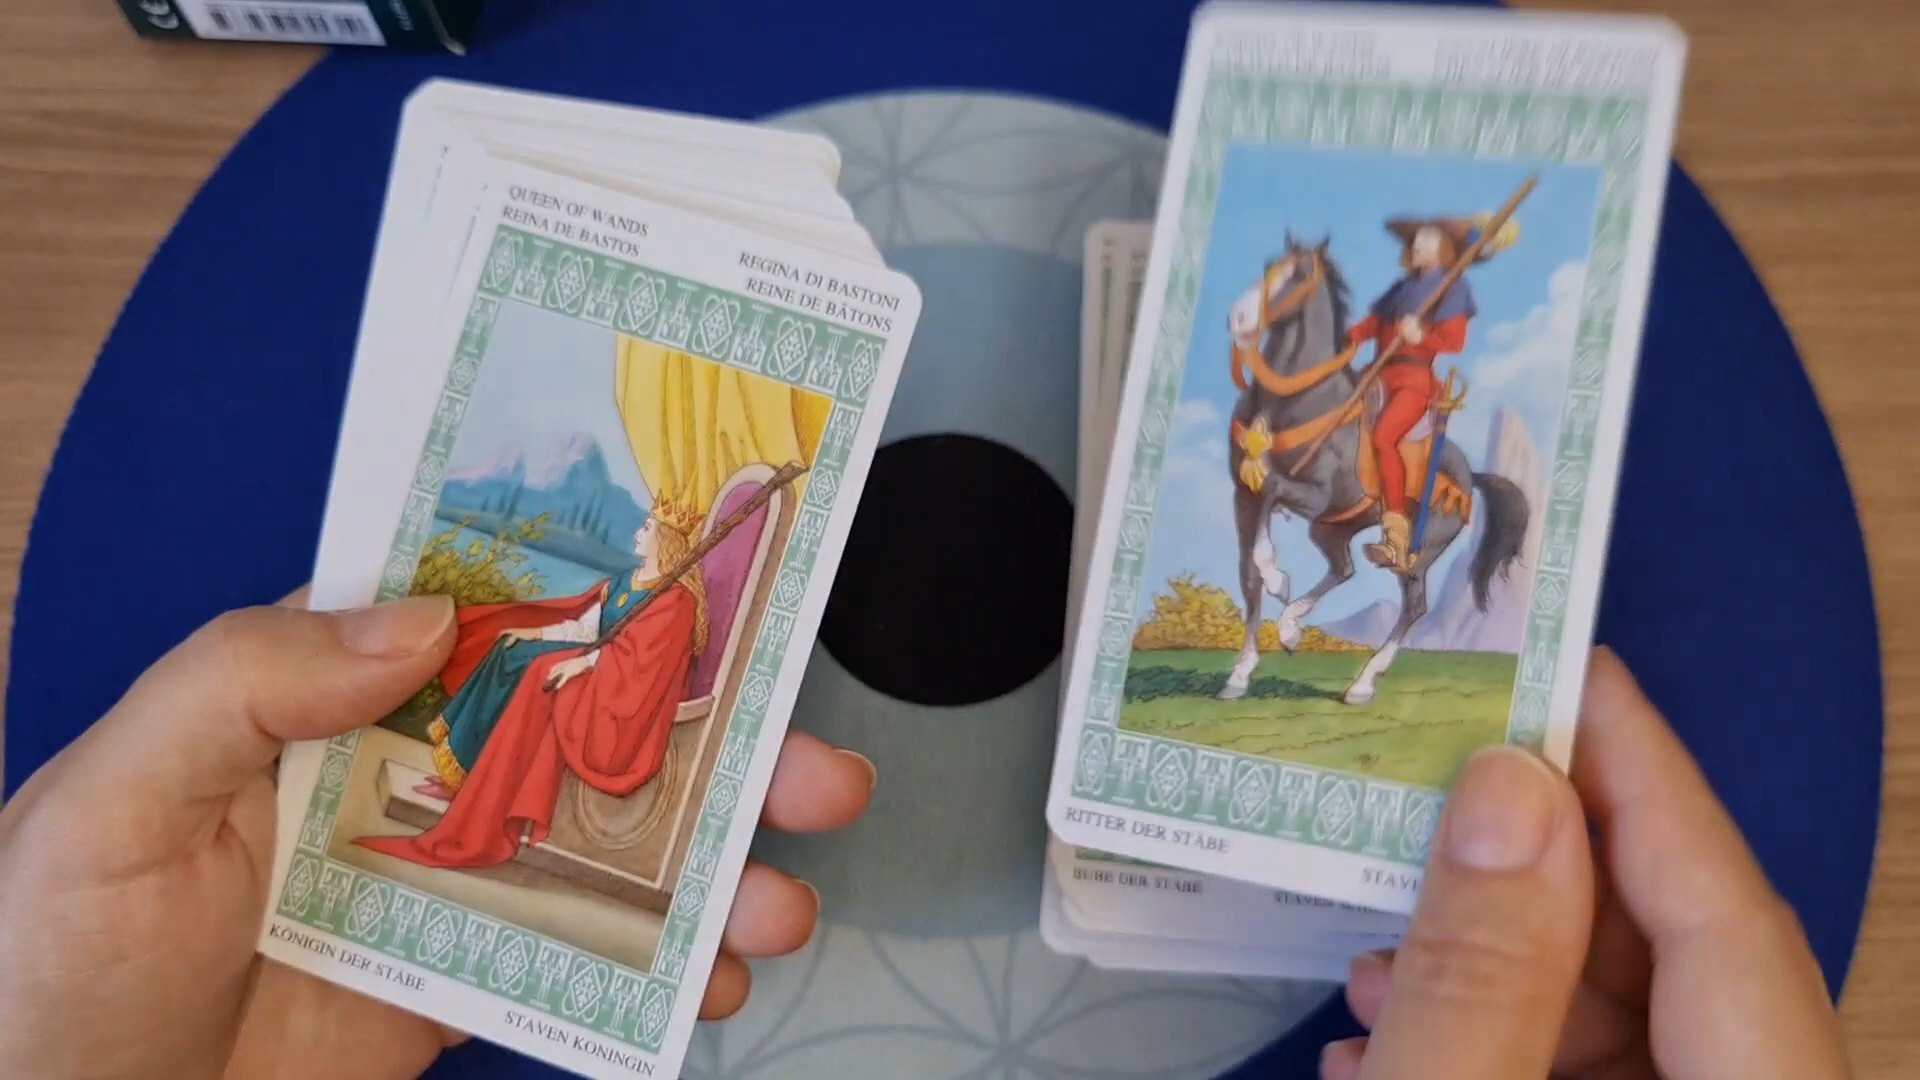 QUEEN OF WANDS
REINA DE BASTOS
REGINA DI BASTONI
REINE DE BÂTONS
KÖNIGIN DER STÄBE
STAVEN KONINGIN
RITTER DER STÄBE
BUBE DER STÄBE
STAVEN